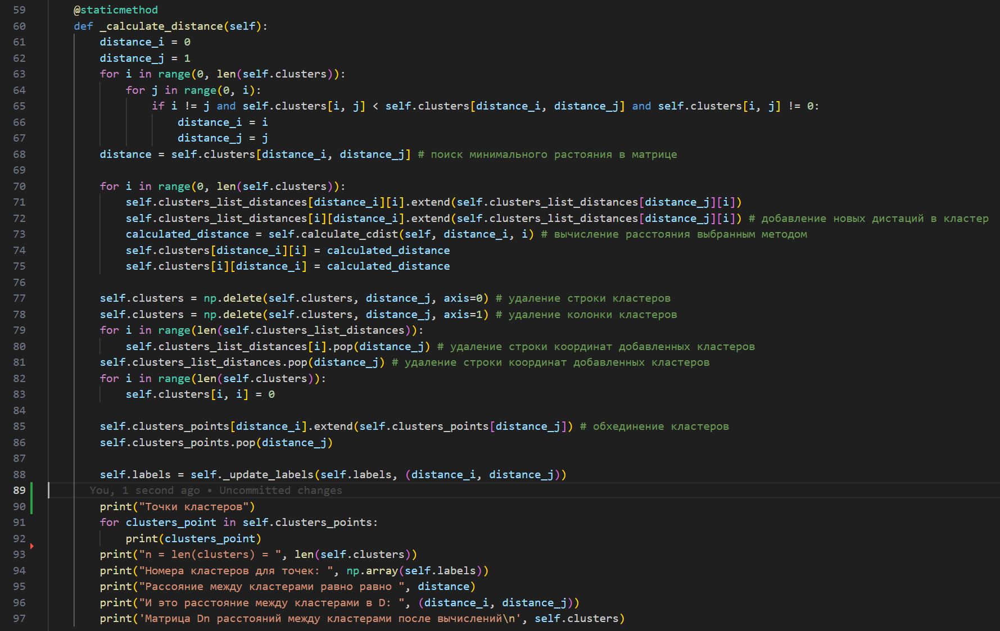 59 @staticmethod
60 def _calculate_distance(self):
61 distance_i = 0
62 distance_j = 1
63 for i in range(0, len(self.clusters)):
64 for j in range(0, i):
65 if i != j and self.clusters[i, j] < self.clusters[distance_i, distance_j] and self.clusters[i, j] != 0:
66 distance_i = i
67 distance_j = j
68 distance = self.clusters[distance_i, distance_j] # поиск минимального растояния в матрице
69
70 for i in range(0, len(self.clusters)):
71 self.clusters_list_distances[distance_i][i].extend(self.clusters_list_distances[distance_j][i])
72 self.clusters_list_distances[i][distance_i].extend(self.clusters_list_distances[distance_j][i]) # добавление новых дистаций в кластер
73 calculated_distance = self.calculate_cdist(self, distance_i, i) # вычисление расстояния выбранным методом
74 self.clusters[distance_i][i] = calculated_distance
75 self.clusters[i][distance_i] = calculated_distance
76
77 self.clusters = np.delete(self.clusters, distance_j, axis=0) # удаление строки кластеров
78 self.clusters = np.delete(self.clusters, distance_j, axis=1) # удаление колонки кластеров
79 for i in range(len(self.clusters_list_distances)):
80 self.clusters_list_distances[i].pop(distance_j) # удаление строки координат добавленных кластеров
81 self.clusters_list_distances.pop(distance_j) # удаление строки координат добавленных кластеров
82 for i in range(len(self.clusters)):
83 self.clusters[i, i] = 0
84
85 self.clusters_points[distance_i].extend(self.clusters_points[distance_j]) # обхединение кластеров
86 self.clusters_points.pop(distance_j)
87
88 self.labels = self._update_labels(self.labels, (distance_i, distance_j))
89 You, 1 second ago • Uncommitted changes
90 print("Точки кластеров")
91 for clusters_point in self.clusters_points:
92 print(clusters_point)
93 print("n = len(clusters) = ", len(self.clusters))
94 print("Номера кластеров для точек: ", np.array(self.labels))
95 print("Рассояние между кластерами равно равно ", distance)
96 print("И это расстояние между кластерами в D: ", (distance_i, distance_j))
97 print('Матрица Dn расстояний между кластерами после вычислений\n', self.clusters)